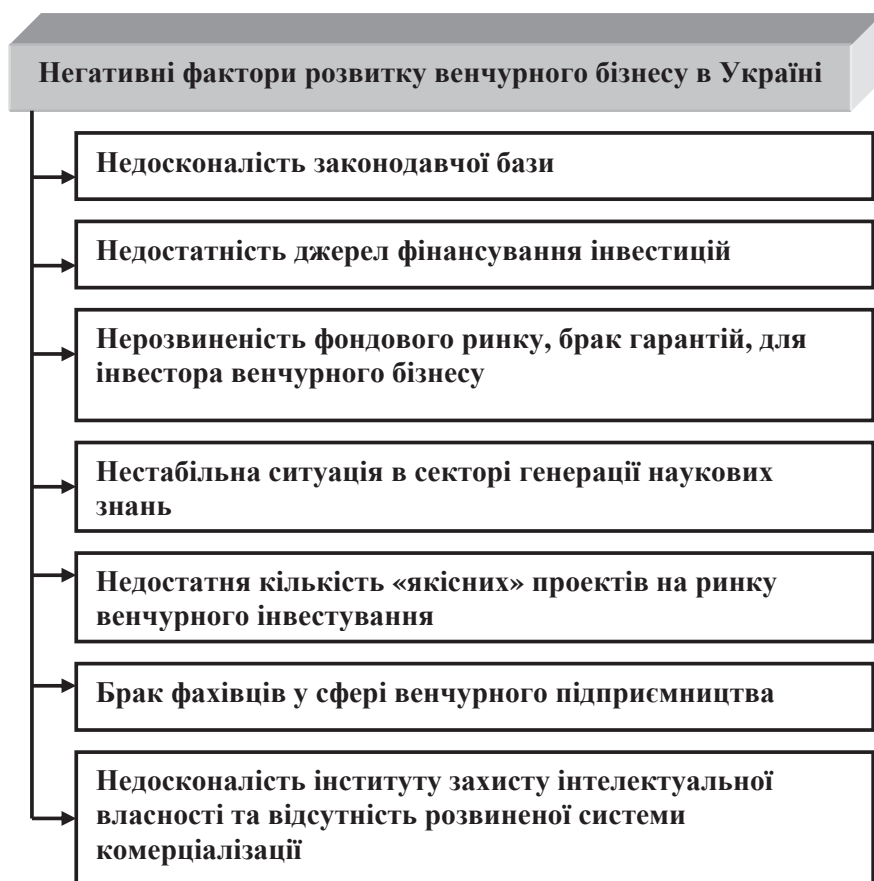 Негативні фактори розвитку венчурного бізнесу в Україні
Недосконалість законодавчої бази
Недостатність джерел фінансування інвестицій
Нерозвиненість фондового ринку, брак гарантій, для
інвестора венчурного бізнесу
Нестабільна ситуація в секторі генерації наукових
знань
Недостатня кількість «якісних» проектів на ринку
венчурного інвестування
Брак фахівців у сфері венчурного підприємництва
Недосконалість інституту захисту інтелектуальної
власності та відсутність розвиненої системи
комерціалізації